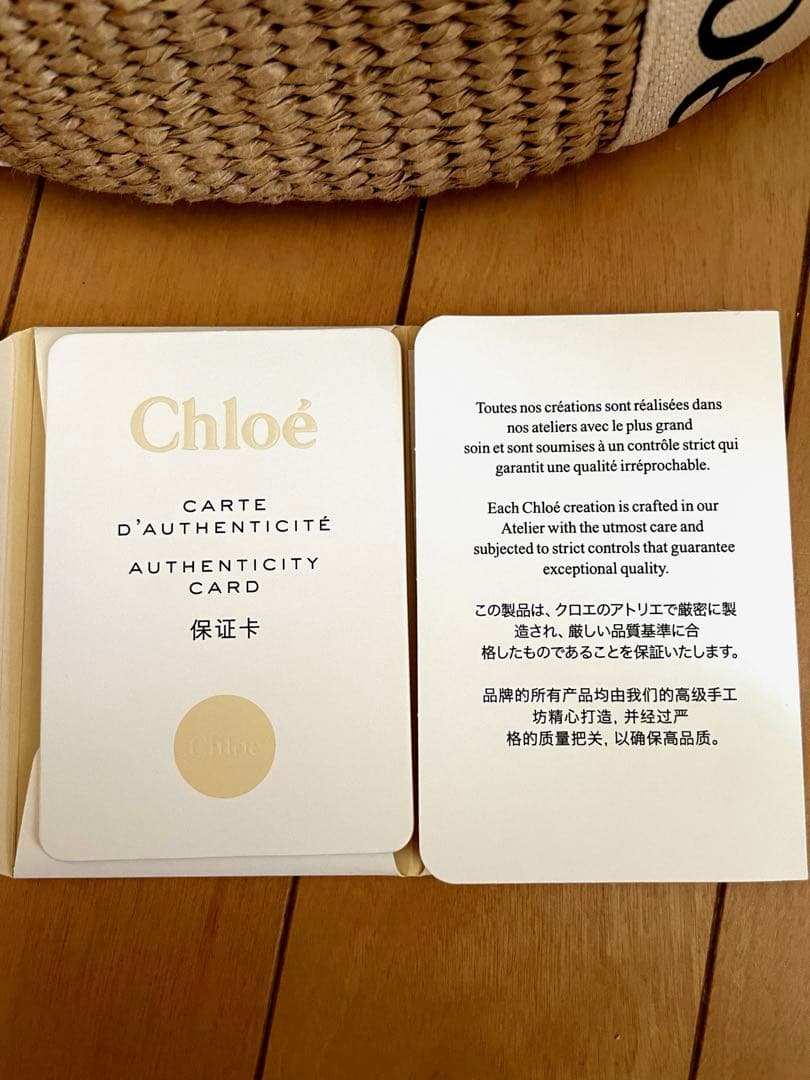 Chloé
CARTE
D'AUTHENTICITÉ
AUTHENTICITY
CARD
保证卡
Chloé
Toutes nos créations sont réalisées dans
nos ateliers avec le plus grand
soin et sont soumises à un contrôle strict qui
garantit une qualité irréprochable.
Each Chloé creation is crafted in our
Atelier with the utmost care and
subjected to strict controls that guarantee
exceptional quality.
この製品は、クロエのアトリエで厳密に製
造され、厳しい品質基準に合
格したものであることを保証いたします。
品牌的所有产品均由我们的高级手工
坊精心打造, 并经过严
格的质量把关, 以确保高品质。